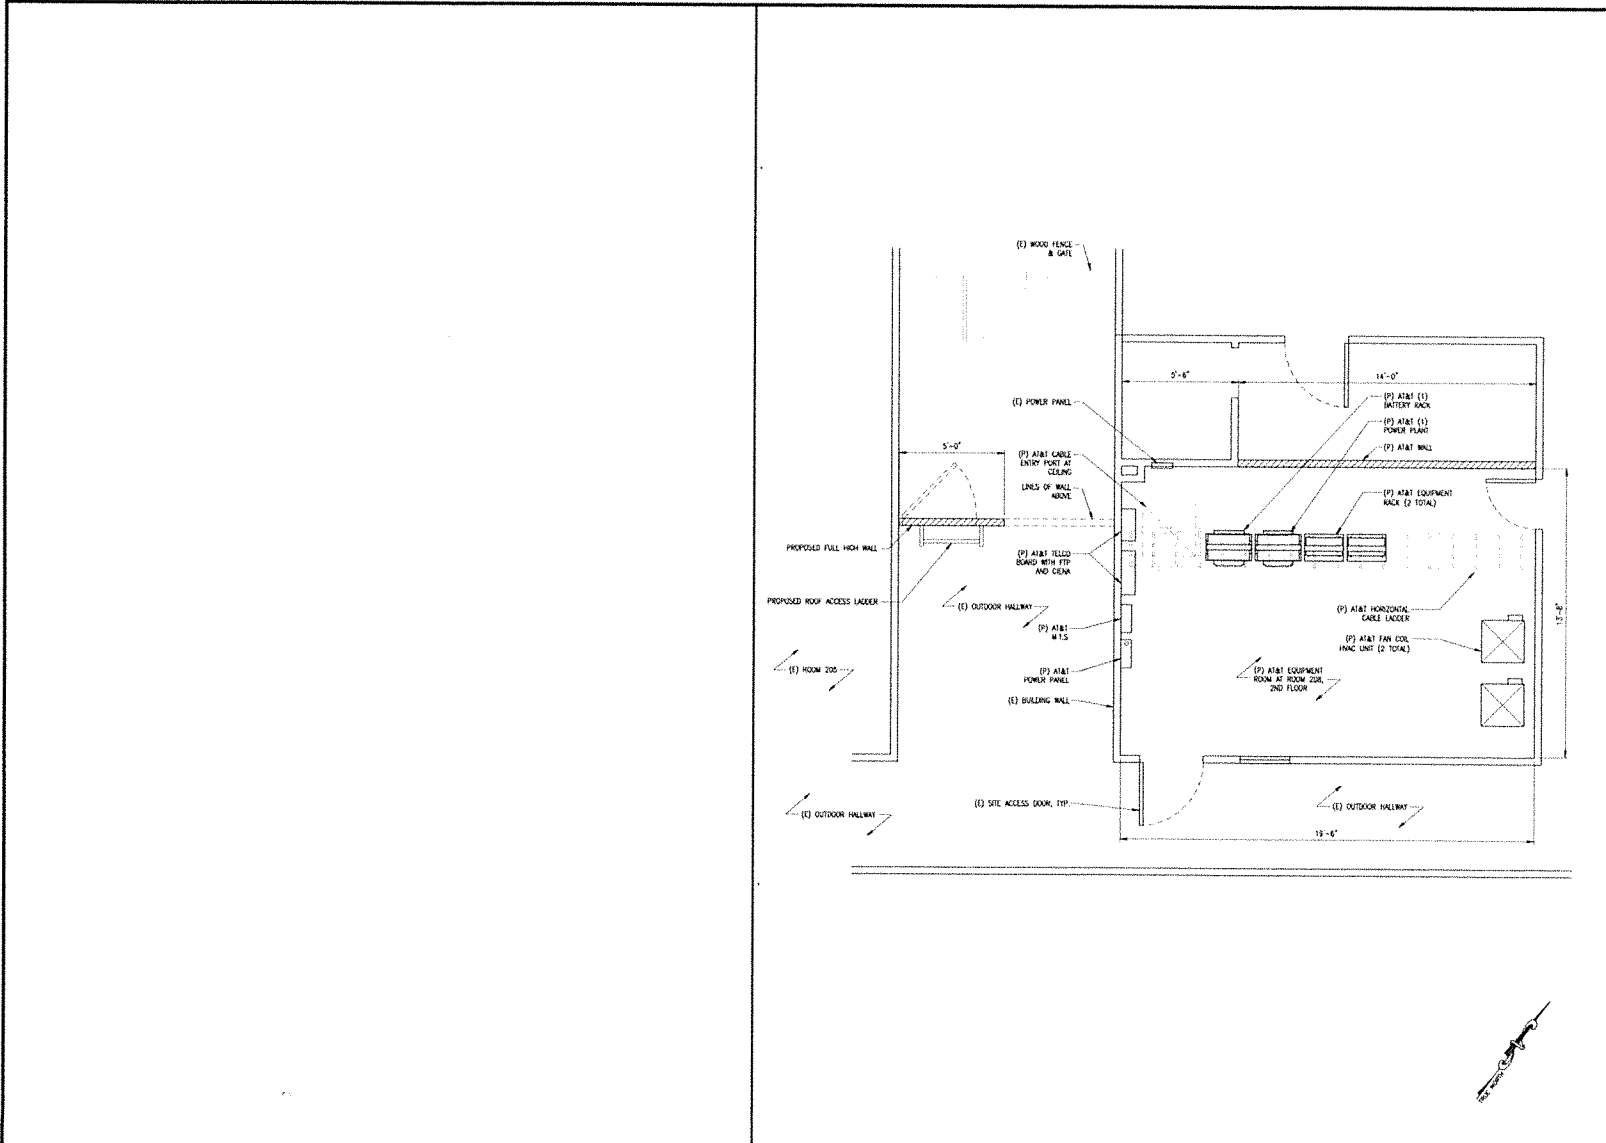 (E) WOOD FENCE
& GATE
5'-6"
14'-0"
(E) POWER PANEL
(P) AT&T (1)
BATTERY RACK
(P) AT&T (1)
POWER PLANT
(P) AT&T WALL
5'-0"
(P) AT&T CABLE
ENTRY PORT AT
CEILING
LINES OF WALL
ABOVE
(P) AT&T EQUIPMENT
RACK (2 TOTAL)
PROPOSED FULL HIGH WALL
(P) AT&T TELCO
BOARD WITH FTP
AND CIENA
PROPOSED ROOF ACCESS LADDER
(E) OUTDOOR HALLWAY
(P) AT&T
M.T.S
(P) AT&T HORIZONTAL
CABLE LADDER
13'-8"
(P) AT&T FAN COIL
HVAC UNIT (2 TOTAL)
(E) ROOM 205
(P) AT&T
POWER PANEL
(P) AT&T EQUIPMENT
ROOM AT ROOM 208,
2ND FLOOR
(E) BUILDING WALL
(E) SITE ACCESS DOOR, TYP.
(E) OUTDOOR HALLWAY
(E) OUTDOOR HALLWAY
19'-6"
TRUE NORTH